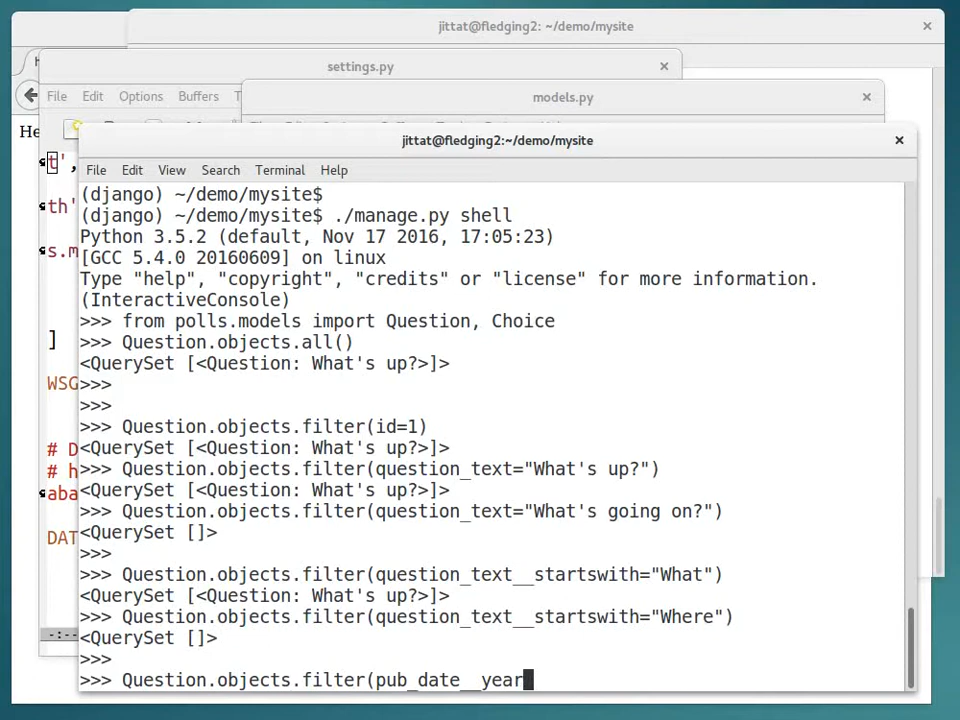 jittat@fledging2: ~/demo/mysite
settings.py
File Edit Options Buffers T
models.py
He
t',
th'
s.m
]
WSG
# D
# h
aba
DAT
-:--
jittat@fledging2:~/demo/mysite
File Edit View Search Terminal Help
(django) ~/demo/mysite$
(django) ~/demo/mysite$ ./manage.py shell
Python 3.5.2 (default, Nov 17 2016, 17:05:23)
[GCC 5.4.0 20160609] on linux
Type "help", "copyright", "credits" or "license" for more information.
(InteractiveConsole)
>>> from polls.models import Question, Choice
>>> Question.objects.all()
<QuerySet [<Question: What's up?>]>
>>>
>>>
>>> Question.objects.filter(id=1)
<QuerySet [<Question: What's up?>]>
>>> Question.objects.filter(question_text="What's up?")
<QuerySet [<Question: What's up?>]>
>>> Question.objects.filter(question_text="What's going on?")
<QuerySet []>
>>>
>>> Question.objects.filter(question_text__startswith="What")
<QuerySet [<Question: What's up?>]>
>>> Question.objects.filter(question_text__startswith="Where")
<QuerySet []>
>>>
>>> Question.objects.filter(pub_date__year